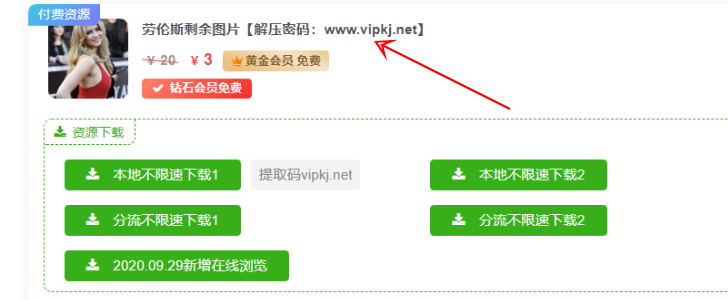 付费资源
劳伦斯剩余图片【解压密码：www.vipkj.net】
￥20 ￥3 黄金会员 免费
钻石会员免费
资源下载
本地不限速下载1 提取码vipkj.net 本地不限速下载2
分流不限速下载1 分流不限速下载2
2020.09.29新增在线浏览